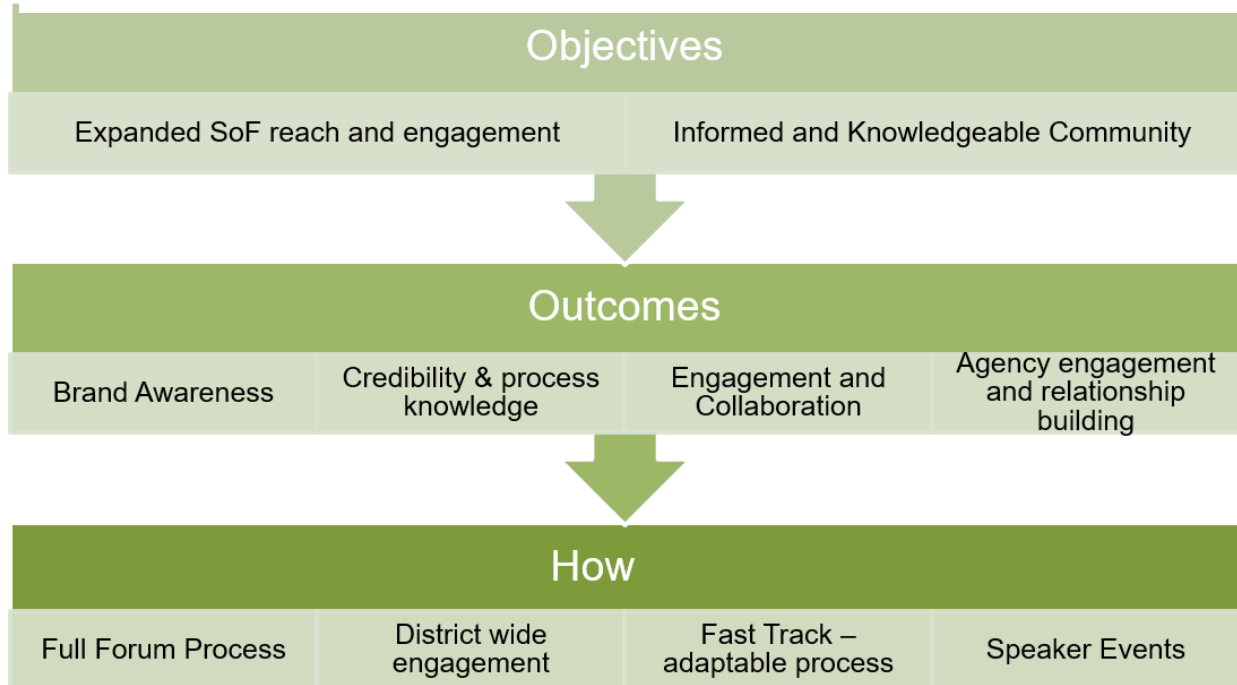 Objectives
Expanded SoF reach and engagement
Informed and Knowledgeable Community
Outcomes
Brand Awareness
Credibility & process
knowledge
Engagement and
Collaboration
Agency engagement
and relationship
building
How
Full Forum Process
District wide
engagement
Fast Track –
adaptable process
Speaker Events